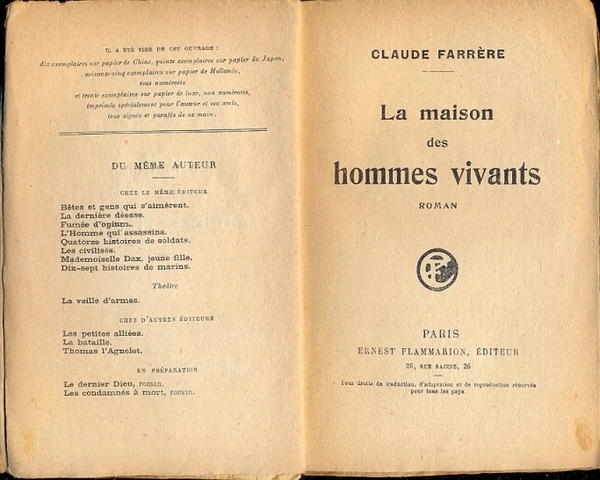 IL A ÉTÉ TIRÉ DE CET OUVRAGE :
dix exemplaires sur papier de Chine, quinze exemplaires sur papier du Japon,
soixante-cinq exemplaires sur papier de Hollande,
tous numérotés
et trente exemplaires sur papier de luxe, non numérotés,
imprimés spécialement pour l'auteur et ses amis,
tous signés et parafés de sa main.
DU MÊME AUTEUR
CHEZ LE MÊME ÉDITEUR
Bêtes et gens qui s'aimèrent.
La dernière déesse.
Fumée d'opium.
L'Homme qui assassina.
Quatorze histoires de soldats.
Les civilisés.
Mademoiselle Dax, jeune fille.
Dix-sept histoires de marins.
Théâtre
La veille d'armes.
CHEZ D'AUTRES ÉDITEURS
Les petites alliées.
La bataille.
Thomas l'Agnelet.
EN PRÉPARATION
Le dernier Dieu, roman.
Les condamnés à mort, roman.
CLAUDE FARRÈRE
La maison
des
hommes vivants
ROMAN
PARIS
ERNEST FLAMMARION, ÉDITEUR
26, RUE RACINE, 26
Tous droits de traduction, d'adaptation et de reproduction réservés
pour tous les pays.